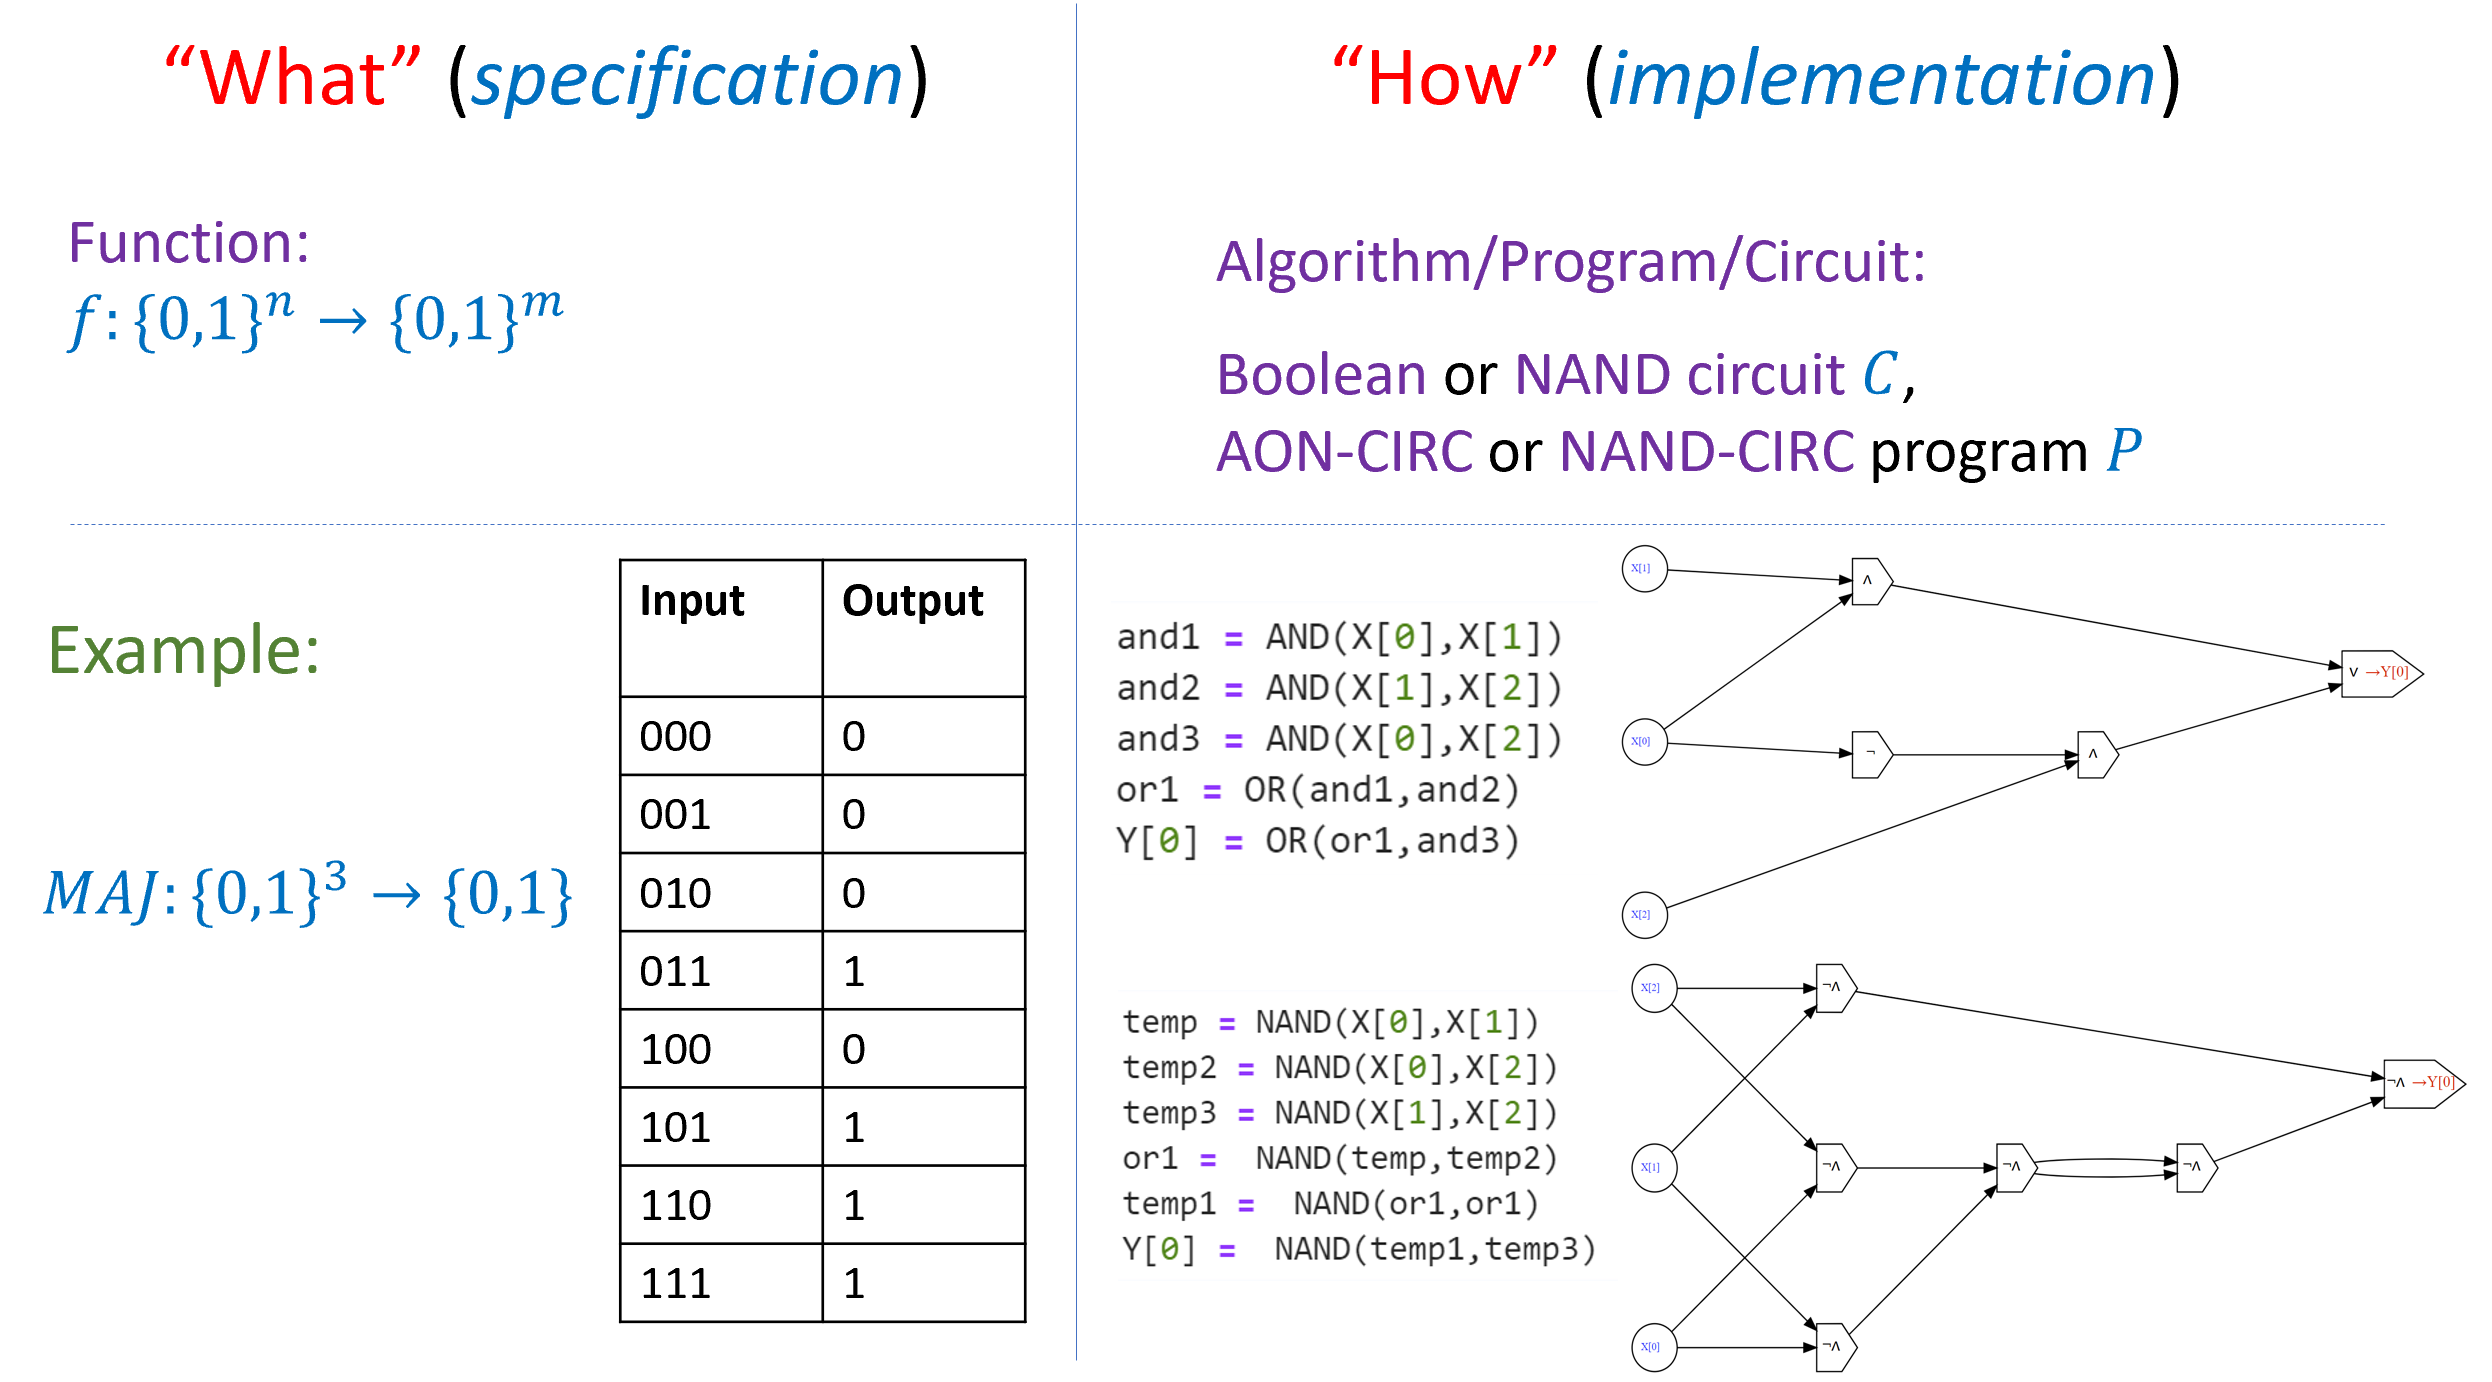 “What” (specification)
Function:
f: {0,1}ⁿ → {0,1}ᵐ
“How” (implementation)
Algorithm/Program/Circuit:
Boolean or NAND circuit C,
AON-CIRC or NAND-CIRC program P
Example:
MAJ: {0,1}³ → {0,1}
Input Output
000 0
001 0
010 0
011 1
100 0
101 1
110 1
111 1
and1 = AND(X[0],X[1])
and2 = AND(X[1],X[2])
and3 = AND(X[0],X[2])
or1 = OR(and1,and2)
Y[0] = OR(or1,and3)
X[1]
∧
∨ →Y[0]
X[0]
¬
∧
X[2]
temp = NAND(X[0],X[1])
temp2 = NAND(X[0],X[2])
temp3 = NAND(X[1],X[2])
or1 = NAND(temp,temp2)
temp1 = NAND(or1,or1)
Y[0] = NAND(temp1,temp3)
X[2]
¬∧
¬∧ →Y[0]
X[1]
¬∧
¬∧
¬∧
X[0]
¬∧